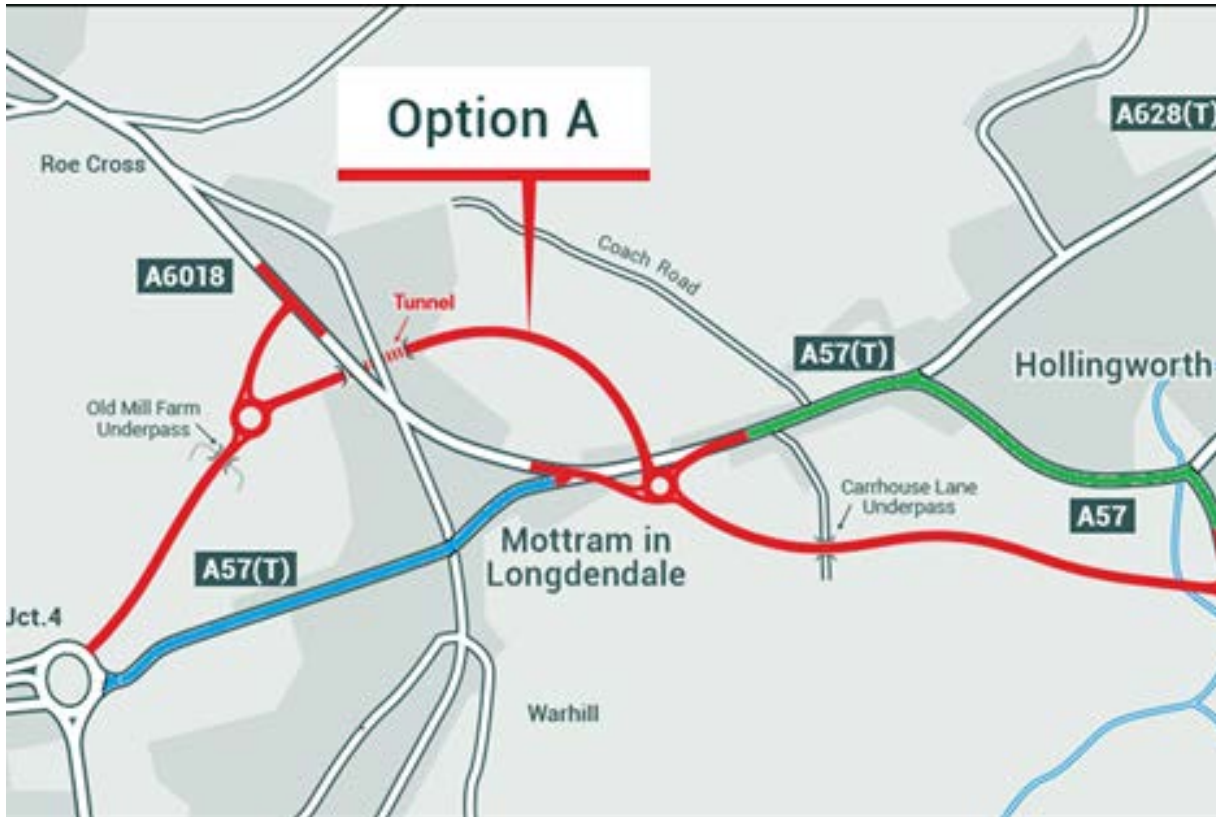 Option A
A628(T)
Roe Cross
Coach Road
A6018
Tunnel
A57(T)
Hollingworth
Old Mill Farm
Underpass
Carrhouse Lane
Underpass
A57
Mottram in
Longdendale
A57(T)
Jct.4
Warhill